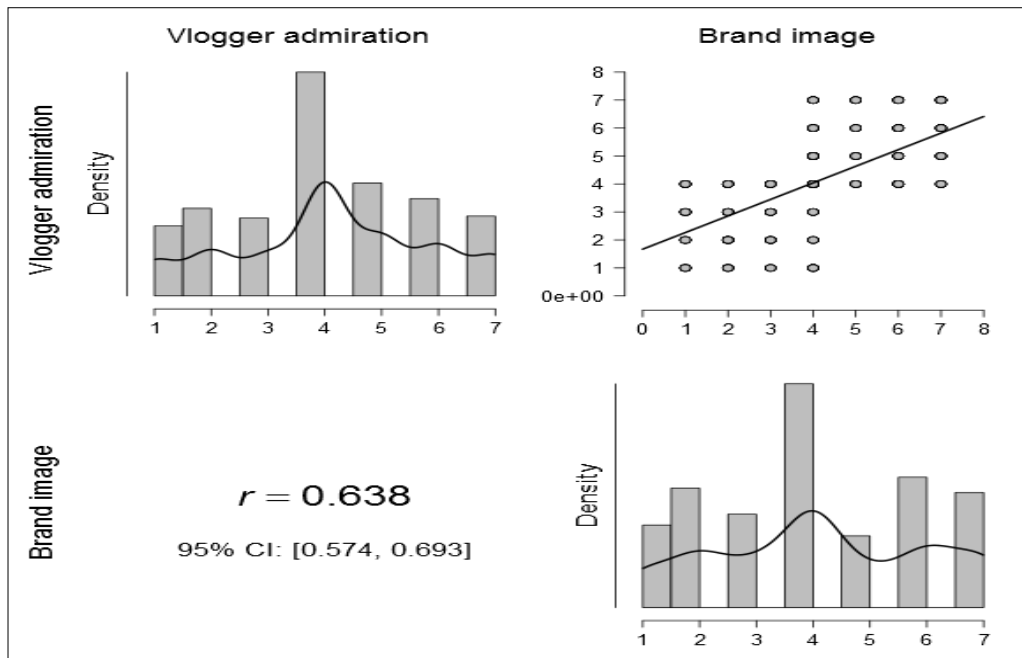 Vlogger admiration
Brand image
Vlogger admiration
Density
1 2 3 4 5 6 7
8
7
6
5
4
3
2
1
0e+00
0 1 2 3 4 5 6 7 8
Brand image
r = 0.638
95% CI: [0.574, 0.693]
Density
1 2 3 4 5 6 7